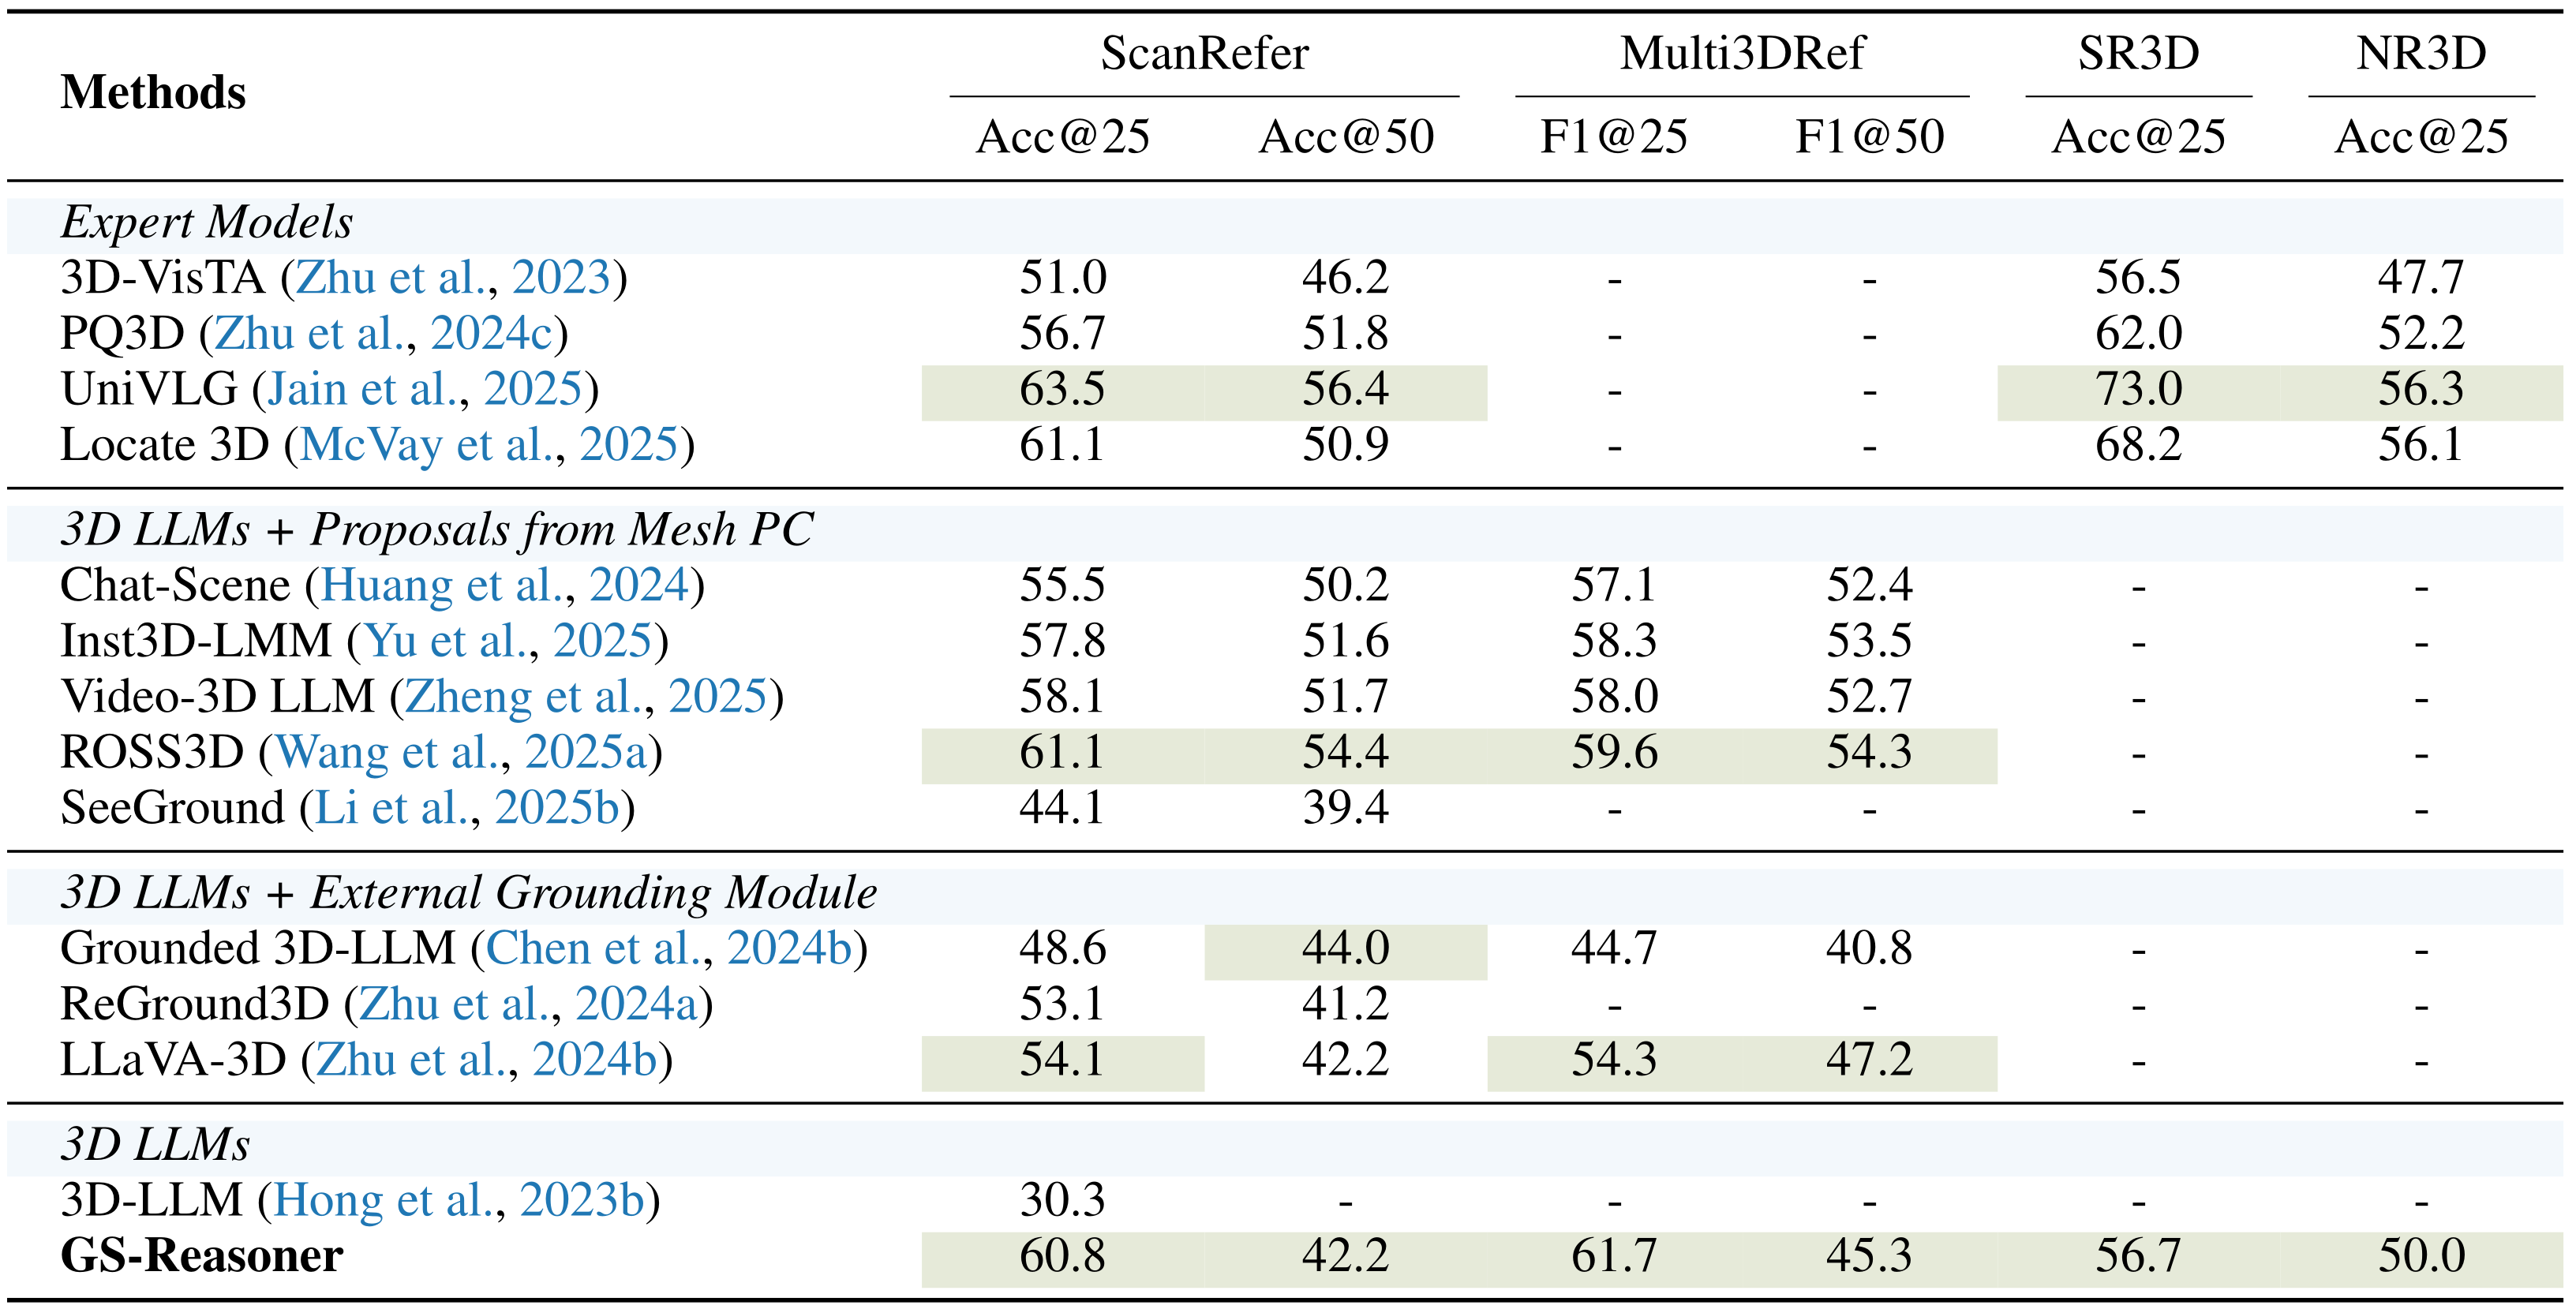 Methods ScanRefer Multi3DRef SR3D NR3D
Acc@25 Acc@50 F1@25 F1@50 Acc@25 Acc@25
Expert Models
3D-VisTA (Zhu et al., 2023) 51.0 46.2 - - 56.5 47.7
PQ3D (Zhu et al., 2024c) 56.7 51.8 - - 62.0 52.2
UniVLG (Jain et al., 2025) 63.5 56.4 - - 73.0 56.3
Locate 3D (McVay et al., 2025) 61.1 50.9 - - 68.2 56.1
3D LLMs + Proposals from Mesh PC
Chat-Scene (Huang et al., 2024) 55.5 50.2 57.1 52.4 - -
Inst3D-LMM (Yu et al., 2025) 57.8 51.6 58.3 53.5 - -
Video-3D LLM (Zheng et al., 2025) 58.1 51.7 58.0 52.7 - -
ROSS3D (Wang et al., 2025a) 61.1 54.4 59.6 54.3 - -
SeeGround (Li et al., 2025b) 44.1 39.4 - - - -
3D LLMs + External Grounding Module
Grounded 3D-LLM (Chen et al., 2024b) 48.6 44.0 44.7 40.8 - -
ReGround3D (Zhu et al., 2024a) 53.1 41.2 - - - -
LLaVA-3D (Zhu et al., 2024b) 54.1 42.2 54.3 47.2 - -
3D LLMs
3D-LLM (Hong et al., 2023b) 30.3 - - - - -
GS-Reasoner 60.8 42.2 61.7 45.3 56.7 50.0